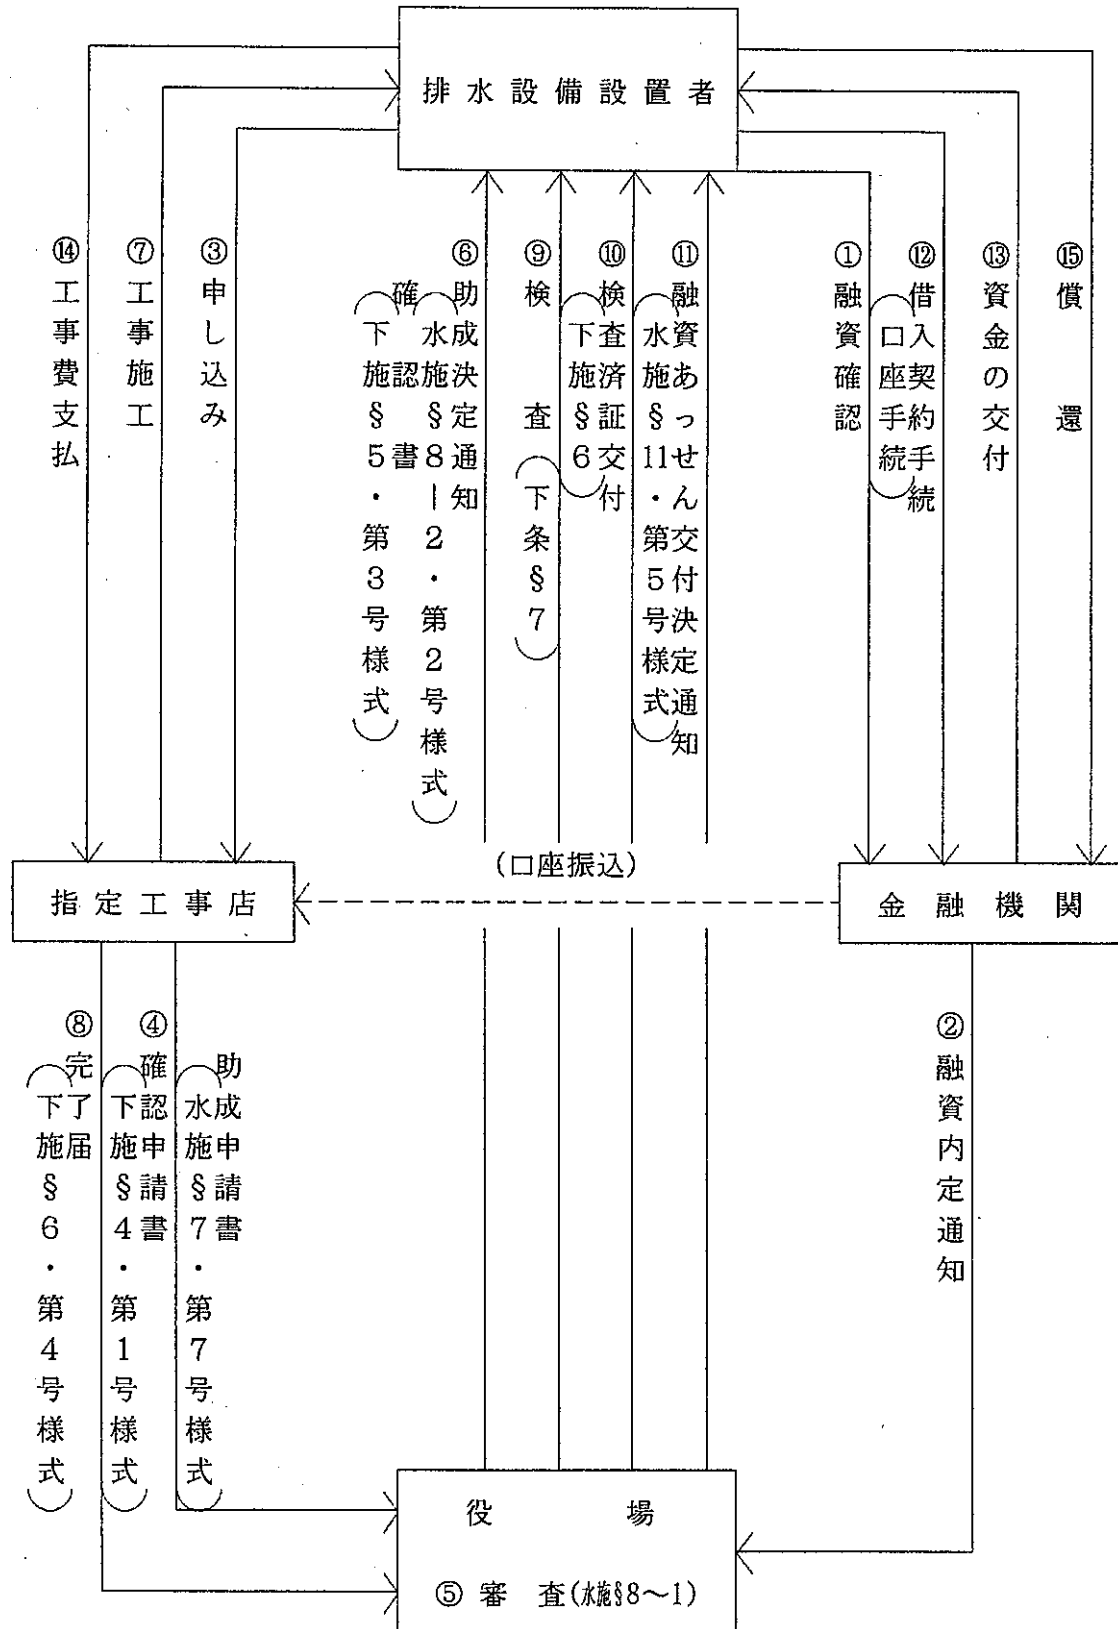 排水設備設置者
⑭工事費支払
⑦工事施工
③申し込み
⑥助成決定通知
(水施§8―2・第2号様式)
確認書
(下施§5・第3号様式)
⑨検査(下条§7)
⑩検査済証交付
(下施§6)
⑪融資あっせん交付決定通知
(水施§11・第5号様式)
①融資確認
⑫借入契約手続
(口座手続)
⑬資金の交付
⑮償還
(口座振込)
指定工事店
金融機関
⑧完了届
(下施§6・第4号様式)
④確認申請書
(下施§4・第1号様式)
助成申請書
(水施§7・第7号様式)
②融資内定通知
役場
⑤審査(水施§8～1)